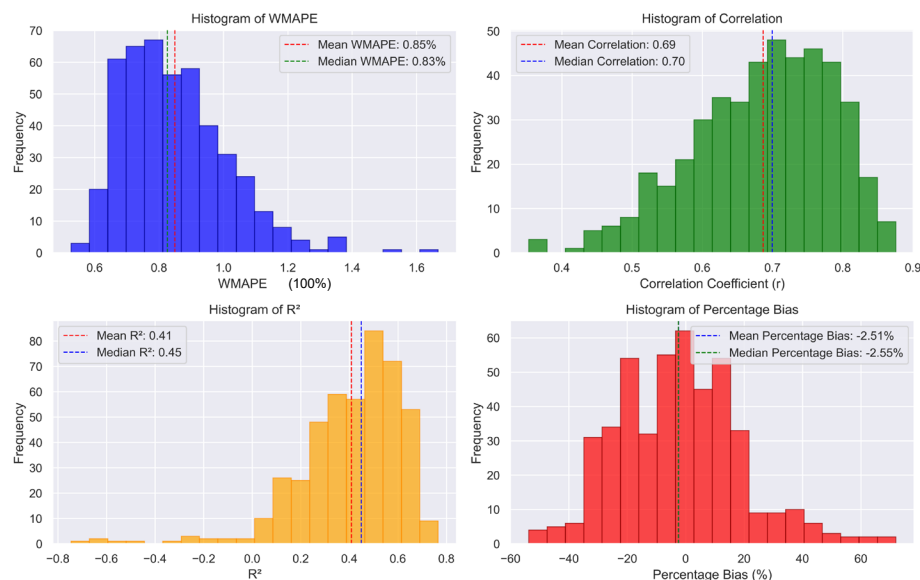 Histogram of WMAPE
Mean WMAPE: 0.85%
Median WMAPE: 0.83%
Frequency
70
60
50
40
30
20
10
0
0.6 0.8 1.0 1.2 1.4 1.6
WMAPE (100%)
Histogram of Correlation
Mean Correlation: 0.69
Median Correlation: 0.70
Frequency
50
40
30
20
10
0
0.4 0.5 0.6 0.7 0.8 0.9
Correlation Coefficient (r)
Histogram of R²
Mean R²: 0.41
Median R²: 0.45
Frequency
80
70
60
50
40
30
20
10
0
−0.8 −0.6 −0.4 −0.2 0.0 0.2 0.4 0.6 0.8
R²
Histogram of Percentage Bias
Mean Percentage Bias: -2.51%
Median Percentage Bias: -2.55%
Frequency
60
50
40
30
20
10
0
−60 −40 −20 0 20 40 60
Percentage Bias (%)